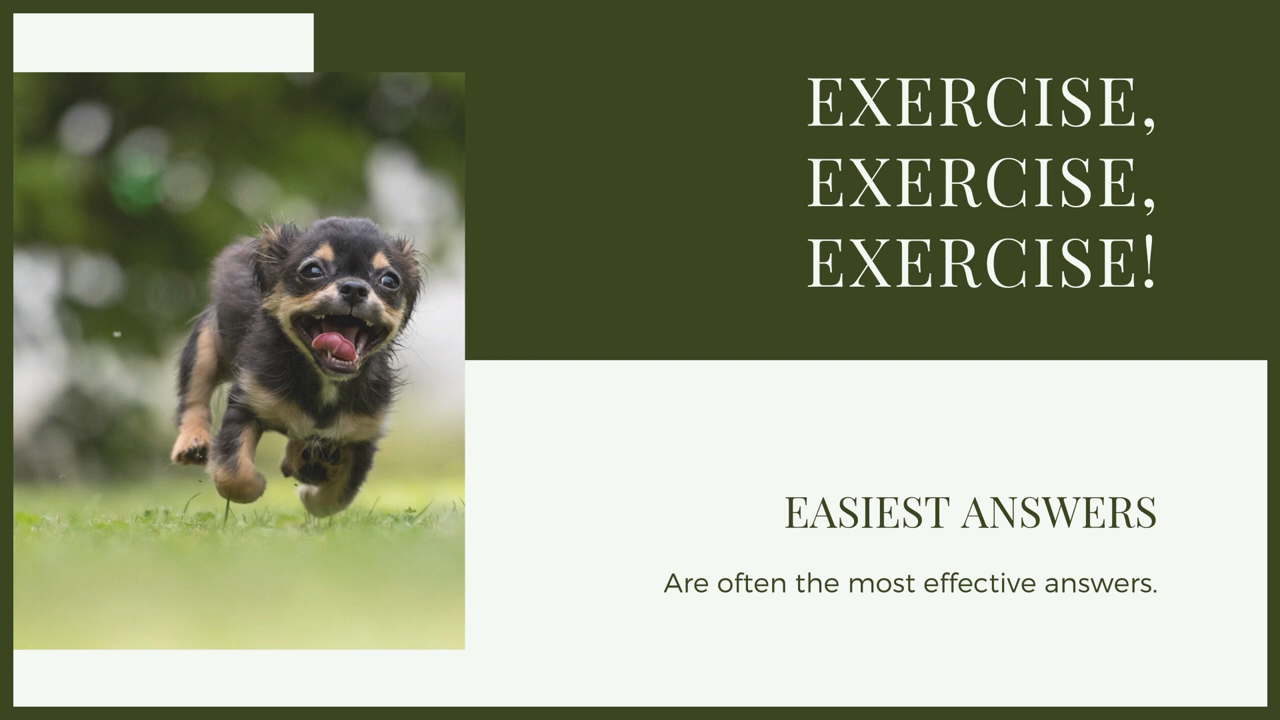 EXERCISE,
EXERCISE,
EXERCISE!
EASIEST ANSWERS
Are often the most effective answers.